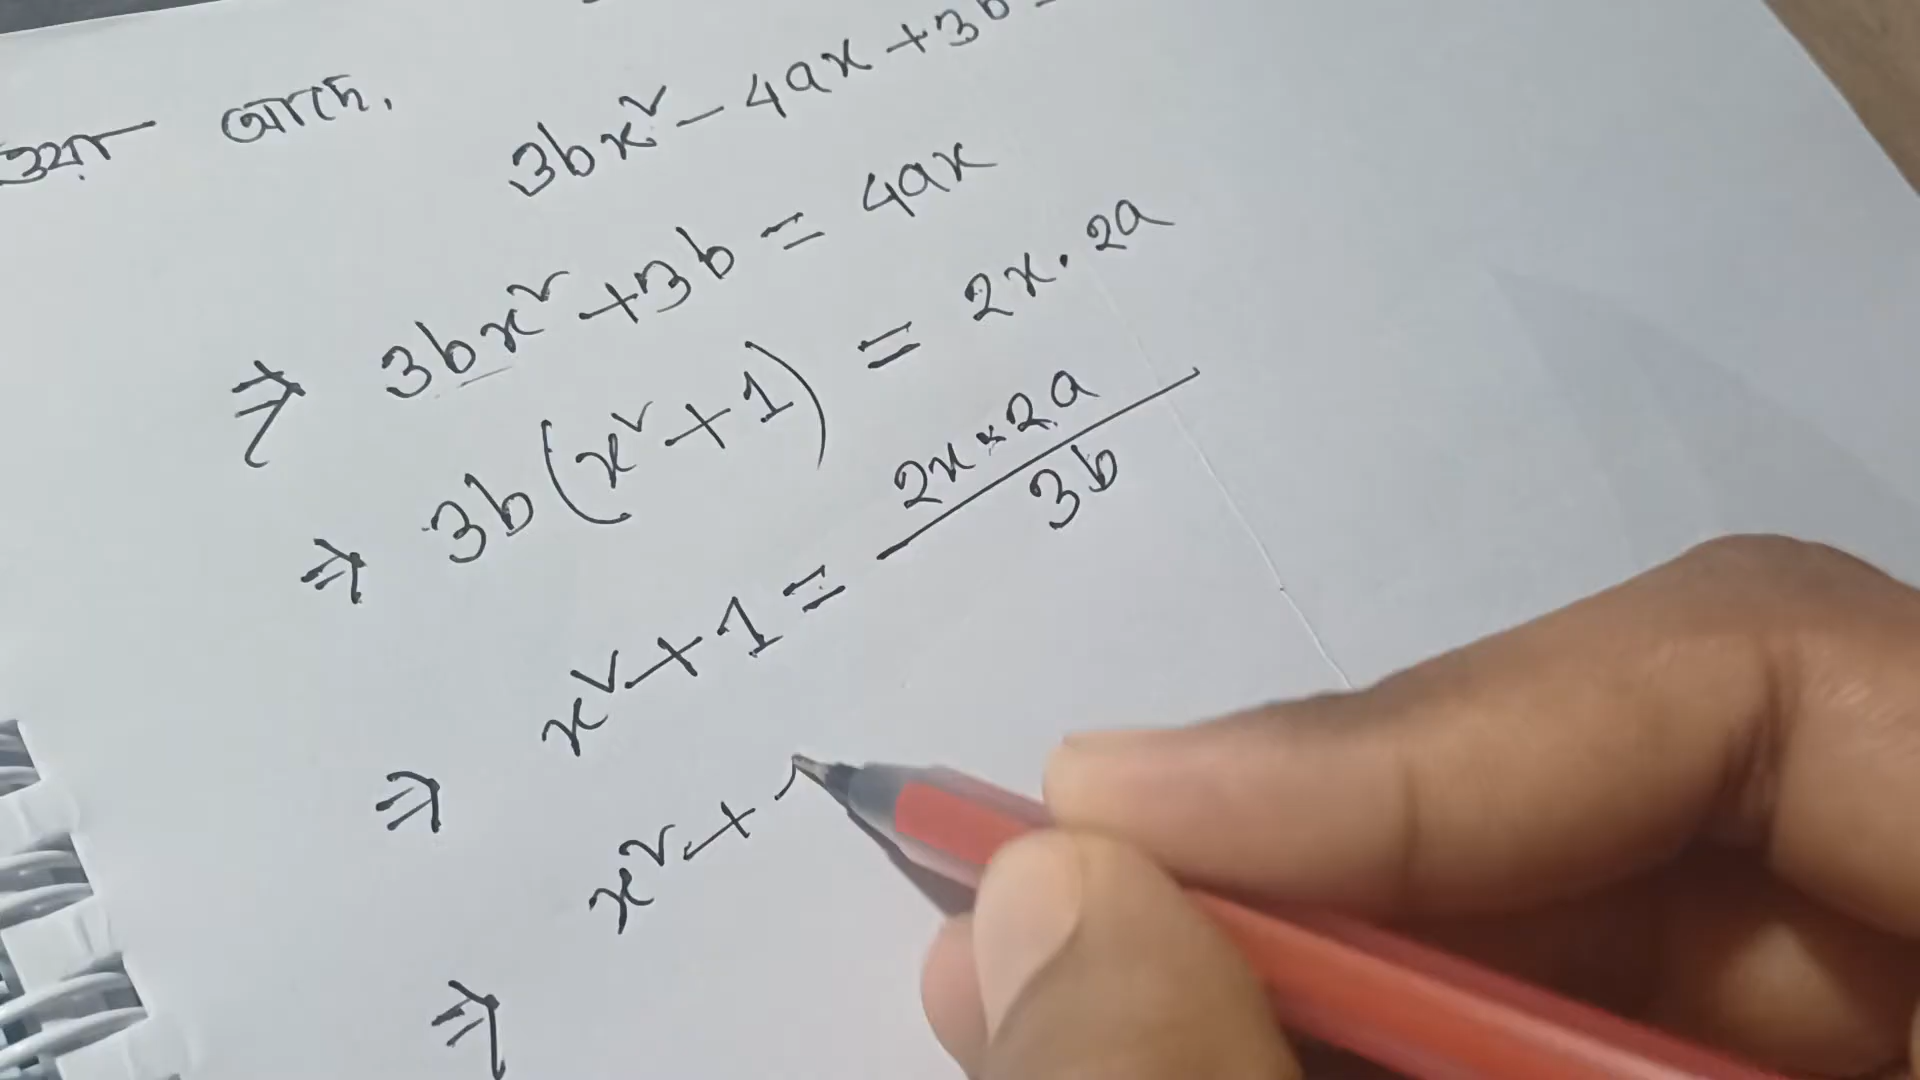 আছে, 3bx² - 4ax + 3b
⇒ 3bx² + 3b = 4ax
⇒ 3b(x² + 1) = 2x · 2a
⇒ x² + 1 = 2x × 2a / 3b
⇒ x² +